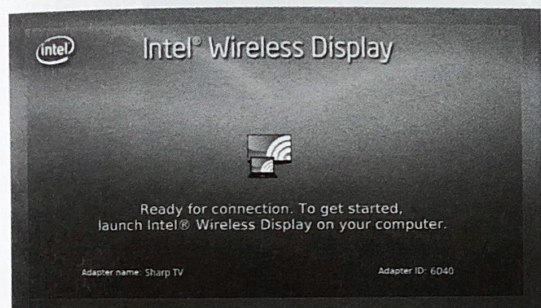 intel
Intel® Wireless Display
Ready for connection. To get started,
launch Intel® Wireless Display on your computer.
Adapter name: Sharp TV
Adapter ID: 6D40